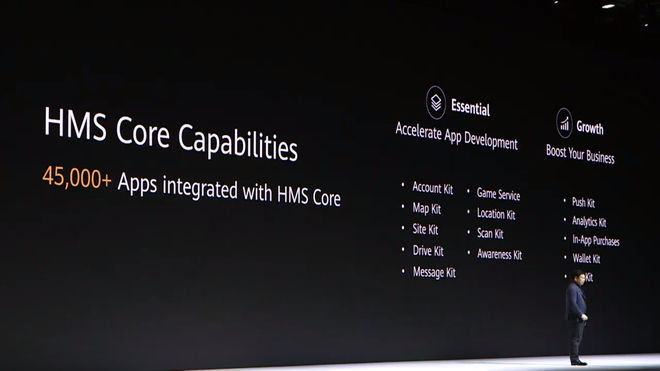 HMS Core Capabilities
45,000+ Apps integrated with HMS Core
Essential
Accelerate App Development
• Account Kit
• Map Kit
• Site Kit
• Drive Kit
• Message Kit
• Game Service
• Location Kit
• Scan Kit
• Awareness Kit
Growth
Boost Your Business
• Push Kit
• Analytics Kit
• In-App Purchases
• Wallet Kit
• Kit